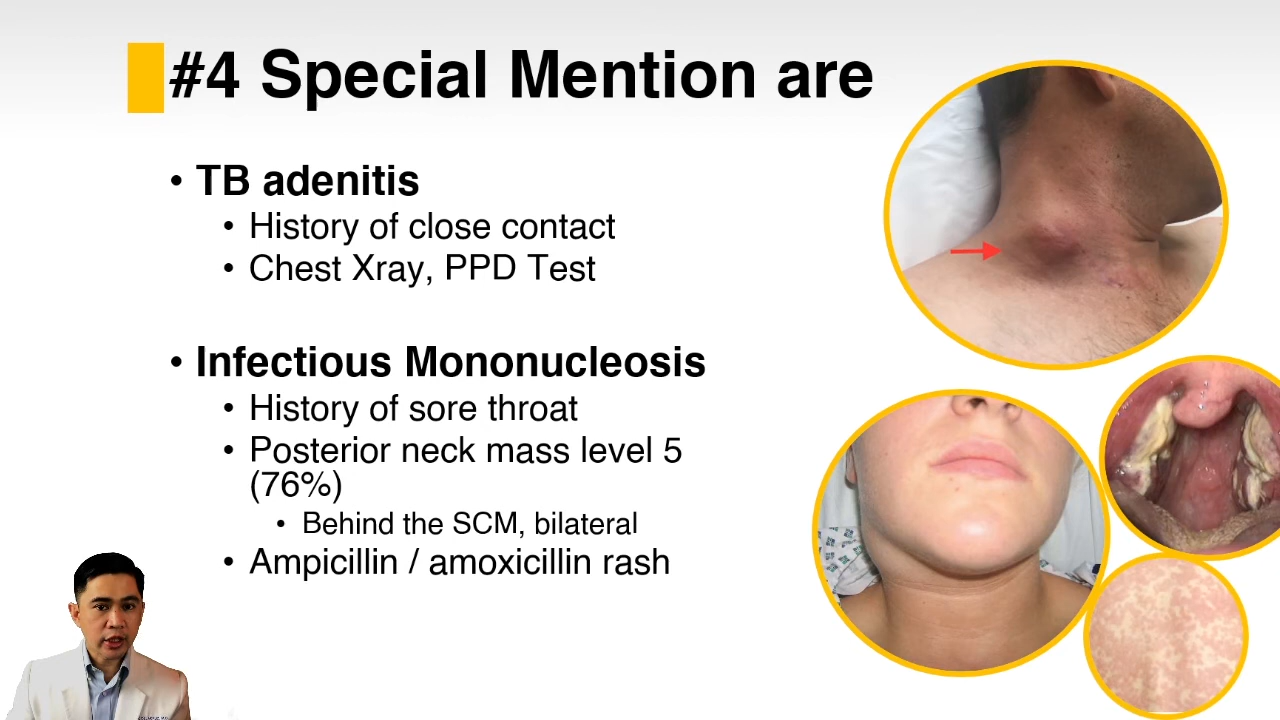 #4 Special Mention are
• TB adenitis
• History of close contact
• Chest Xray, PPD Test
• Infectious Mononucleosis
• History of sore throat
• Posterior neck mass level 5
(76%)
• Behind the SCM, bilateral
• Ampicillin / amoxicillin rash